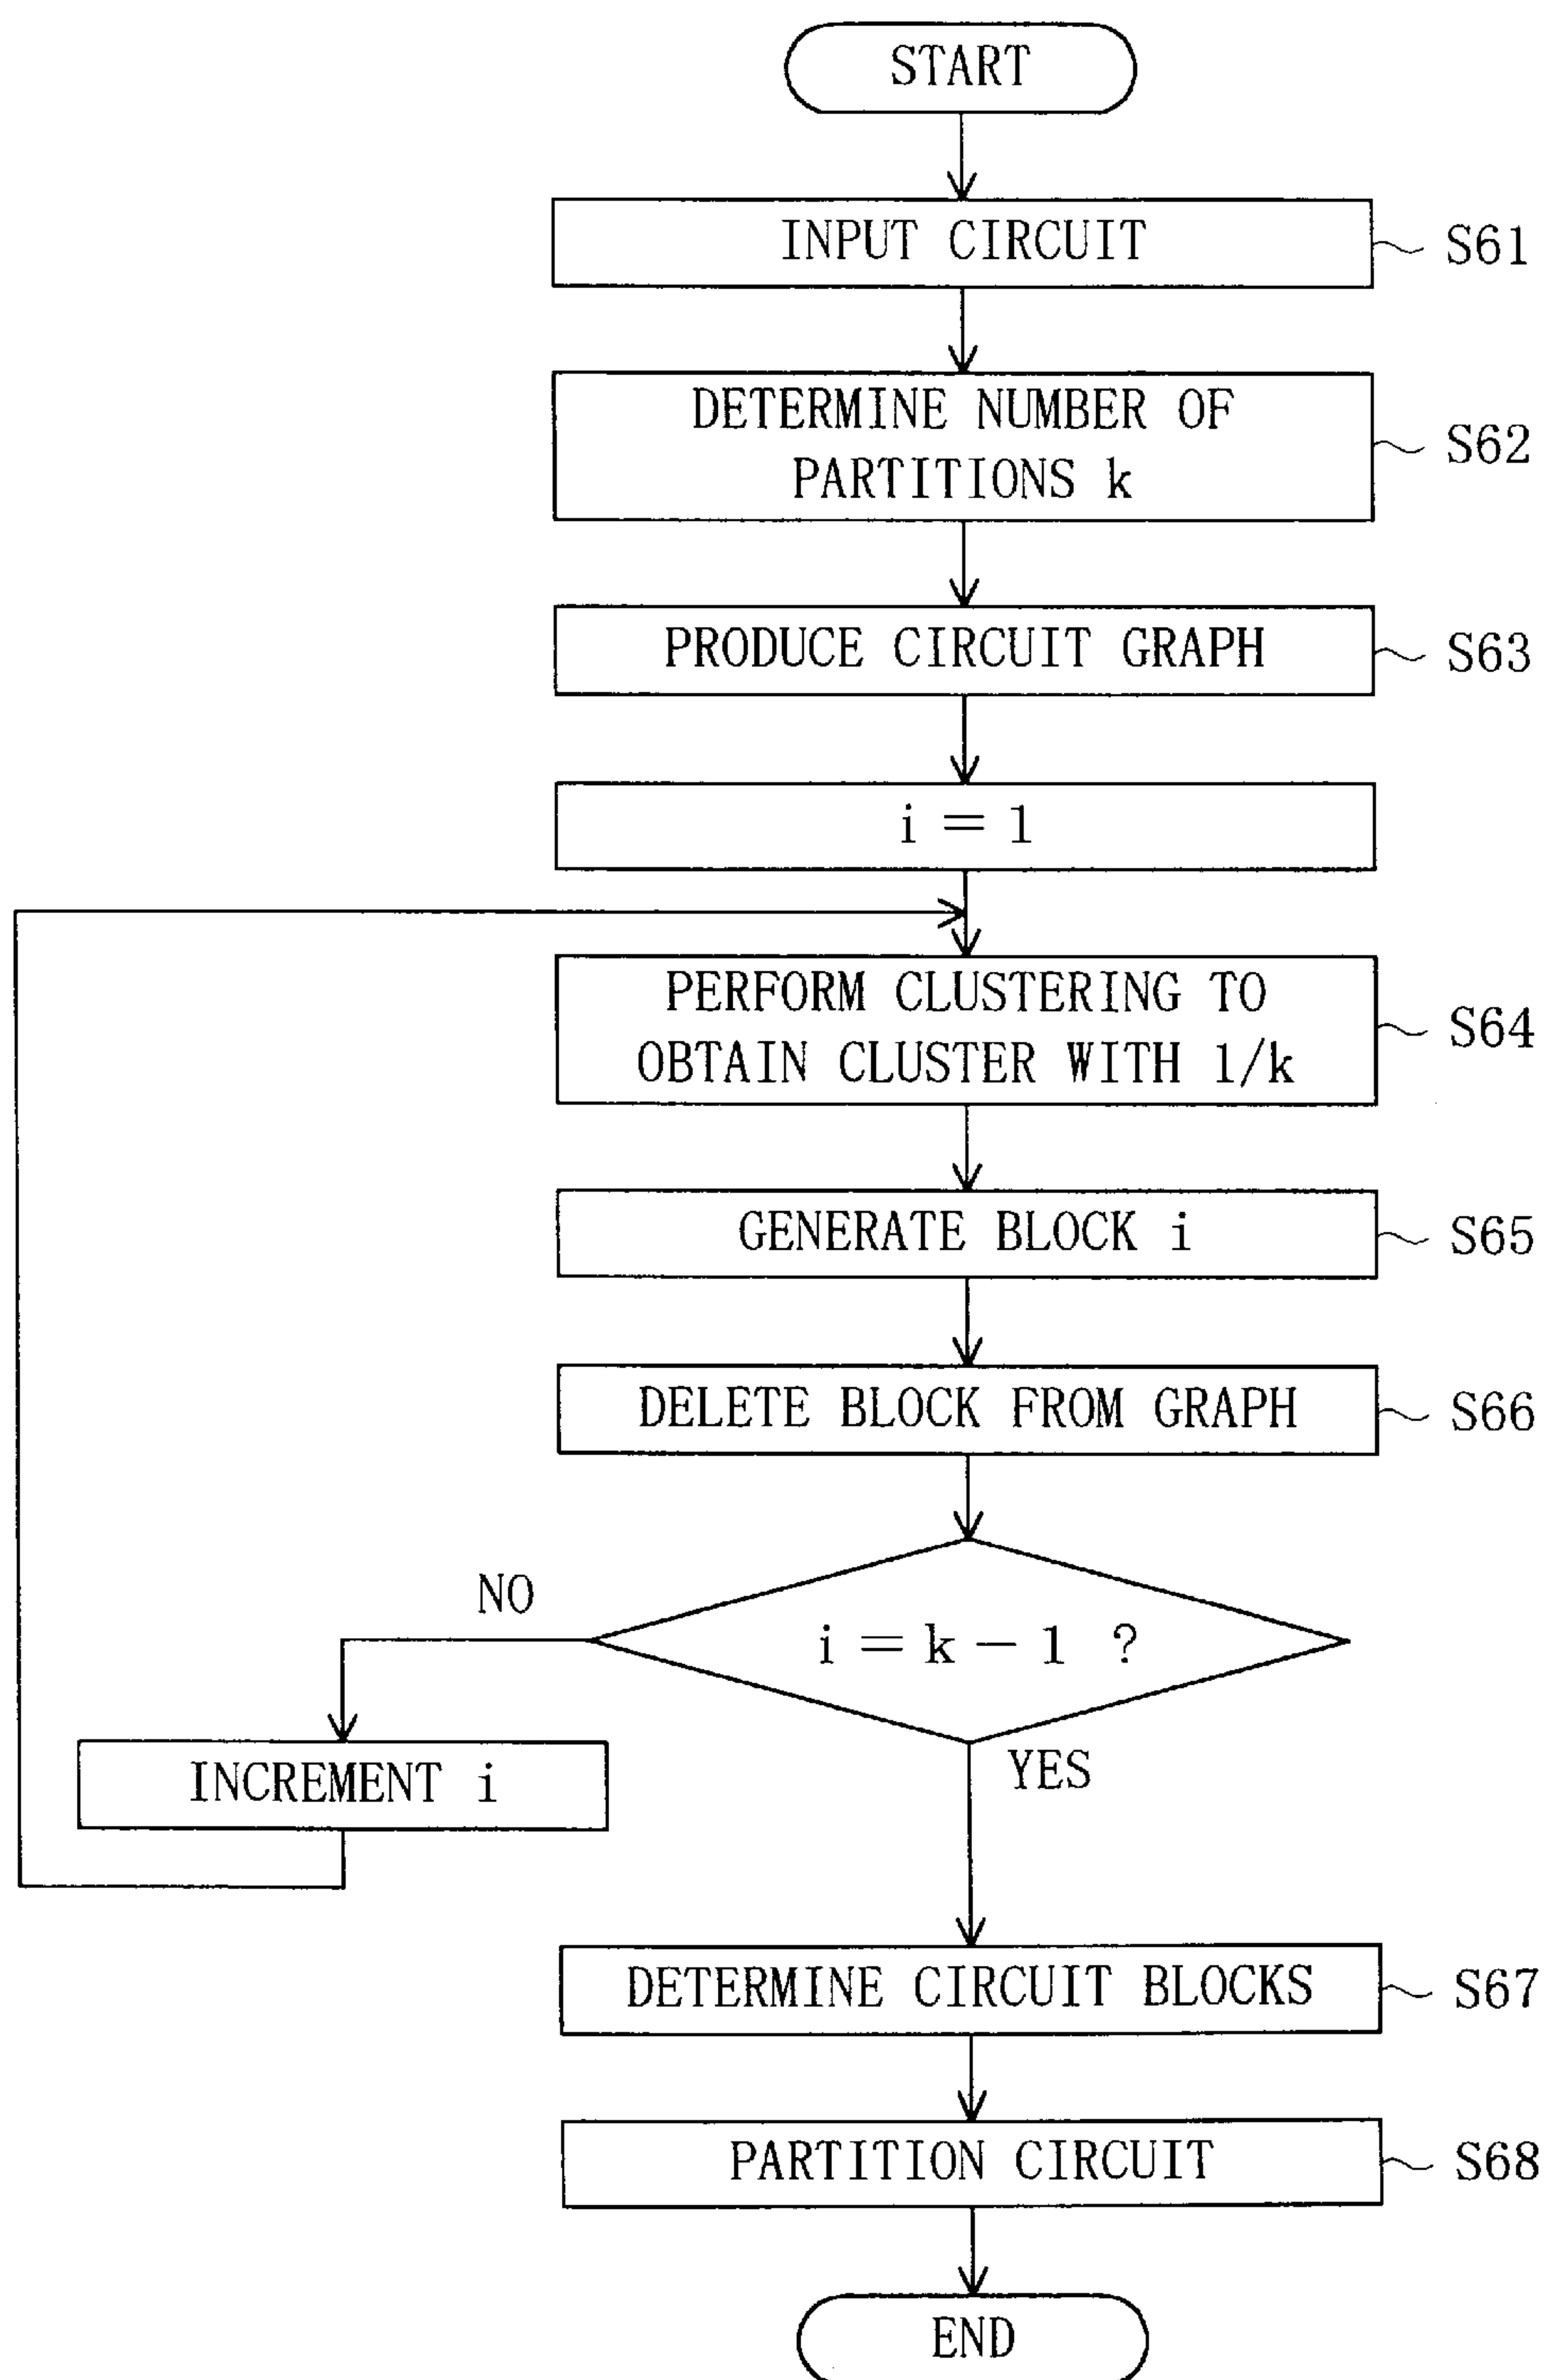 START
INPUT CIRCUIT
S61
DETERMINE NUMBER OF
PARTITIONS k
S62
PRODUCE CIRCUIT GRAPH
S63
i = 1
PERFORM CLUSTERING TO
OBTAIN CLUSTER WITH 1/k
S64
GENERATE BLOCK i
S65
DELETE BLOCK FROM GRAPH
S66
NO
i = k - 1 ?
YES
INCREMENT i
DETERMINE CIRCUIT BLOCKS
S67
PARTITION CIRCUIT
S68
END